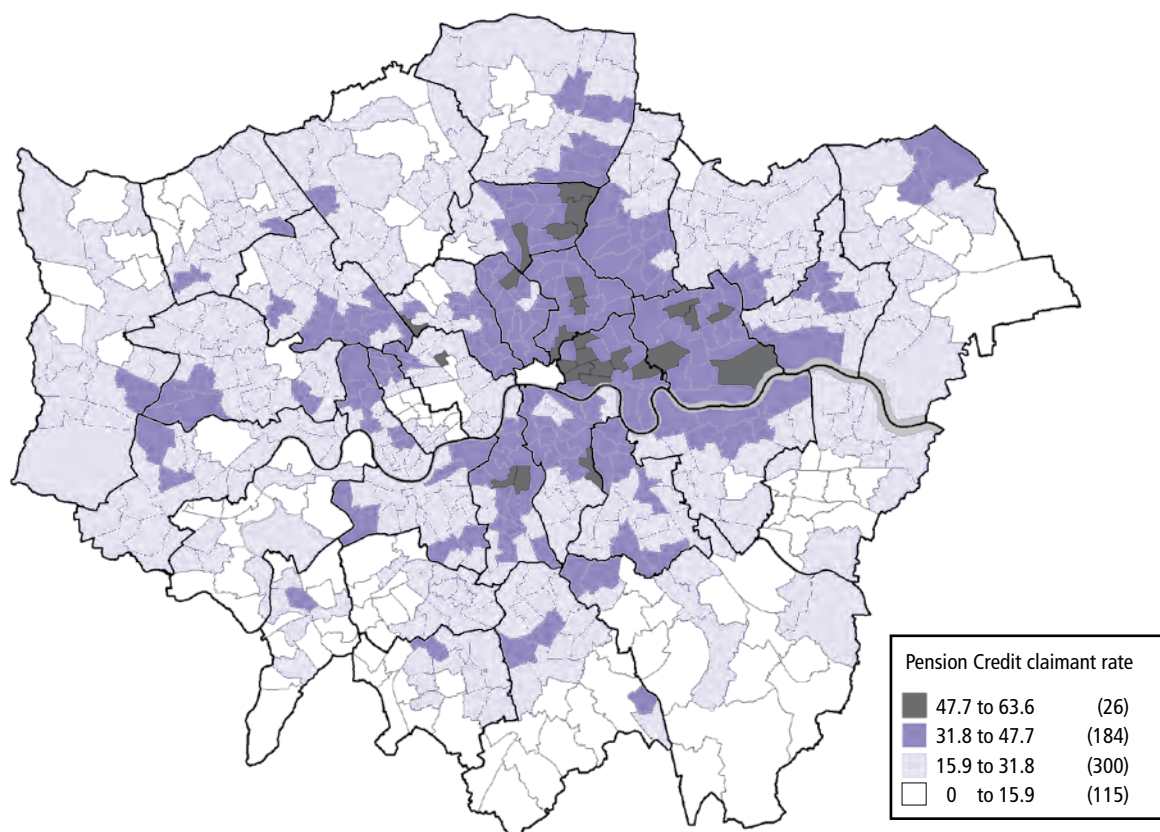 Pension Credit claimant rate
47.7 to 63.6 (26)
31.8 to 47.7 (184)
15.9 to 31.8 (300)
0 to 15.9 (115)